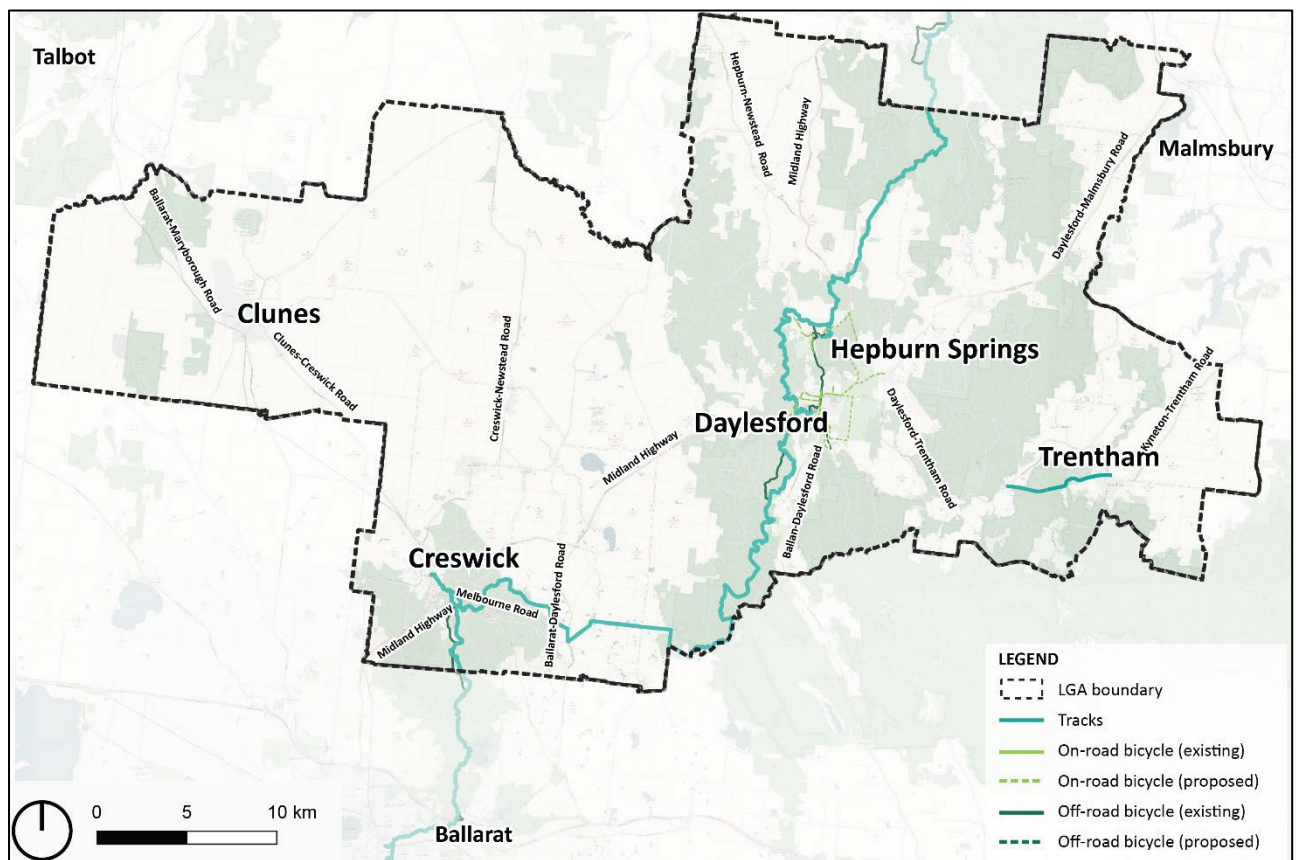 Talbot
Hepburn-Newstead Road
Midland Highway
Malmsbury
Daylesford-Malmsbury Road
Ballarat-Maryborough Road
Clunes
Clunes-Creswick Road
Creswick-Newstead Road
Hepburn Springs
Daylesford
Midland Highway
Daylesford-Trentham Road
Kyneton-Trentham Road
Trentham
Ballan-Daylesford Road
Creswick
Melbourne Road
Midland Highway
Ballarat-Daylesford Road
Ballarat
LEGEND
LGA boundary
Tracks
On-road bicycle (existing)
On-road bicycle (proposed)
Off-road bicycle (existing)
Off-road bicycle (proposed)
0 5 10 km